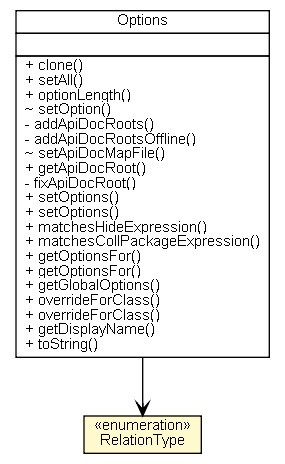 Options
+ clone()
+ setAll()
+ optionLength()
~ setOption()
- addApiDocRoots()
- addApiDocRootsOffline()
~ setApiDocMapFile()
+ getApiDocRoot()
- fixApiDocRoot()
+ setOptions()
+ setOptions()
+ matchesHideExpression()
+ matchesCollPackageExpression()
+ getOptionsFor()
+ getOptionsFor()
+ getGlobalOptions()
+ overrideForClass()
+ overrideForClass()
+ getDisplayName()
+ toString()
«enumeration»
RelationType